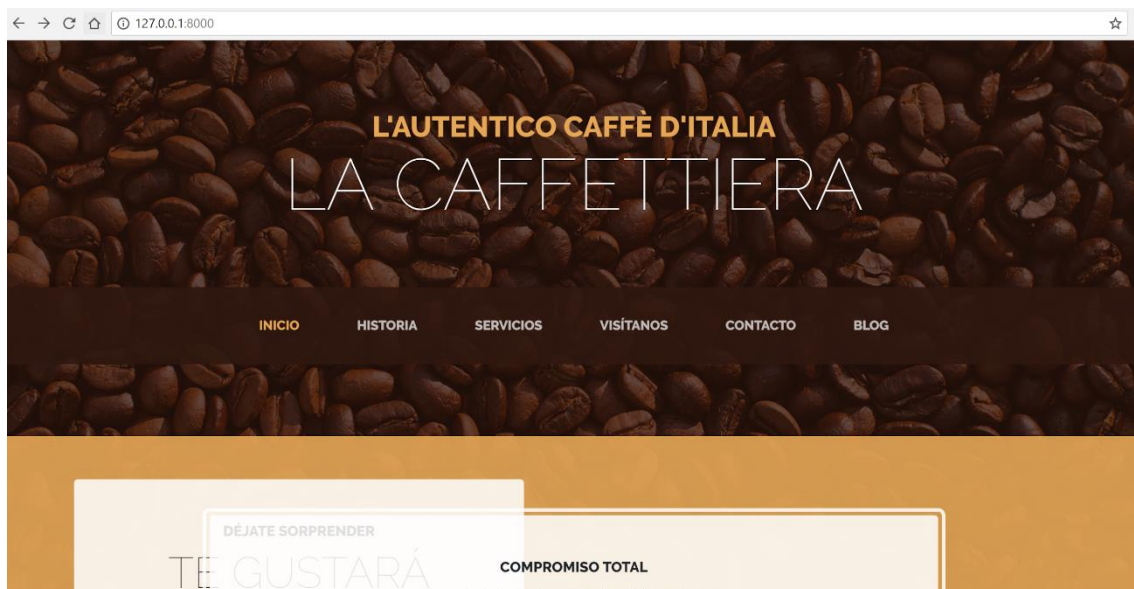 127.0.0.1:8000
L'AUTENTICO CAFFÈ D'ITALIA
LA CAFFETTIERA
INICIO HISTORIA SERVICIOS VISÍTANOS CONTACTO BLOG
DÉJATE SORPRENDER
TE GUSTARÁ
COMPROMISO TOTAL